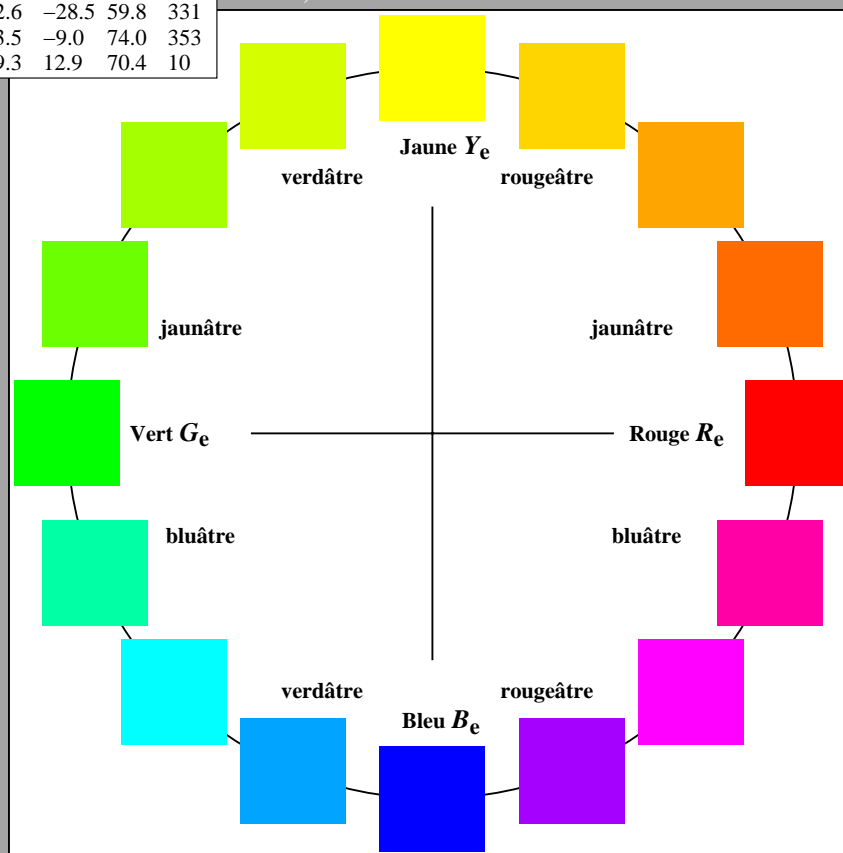 −28.5 59.8 331
−9.0 74.0 353
12.9 70.4 10
Jaune Ye
verdâtre rougeâtre
jaunâtre jaunâtre
Vert Ge Rouge Re
bluâtre bluâtre
verdâtre rougeâtre
Bleu Be